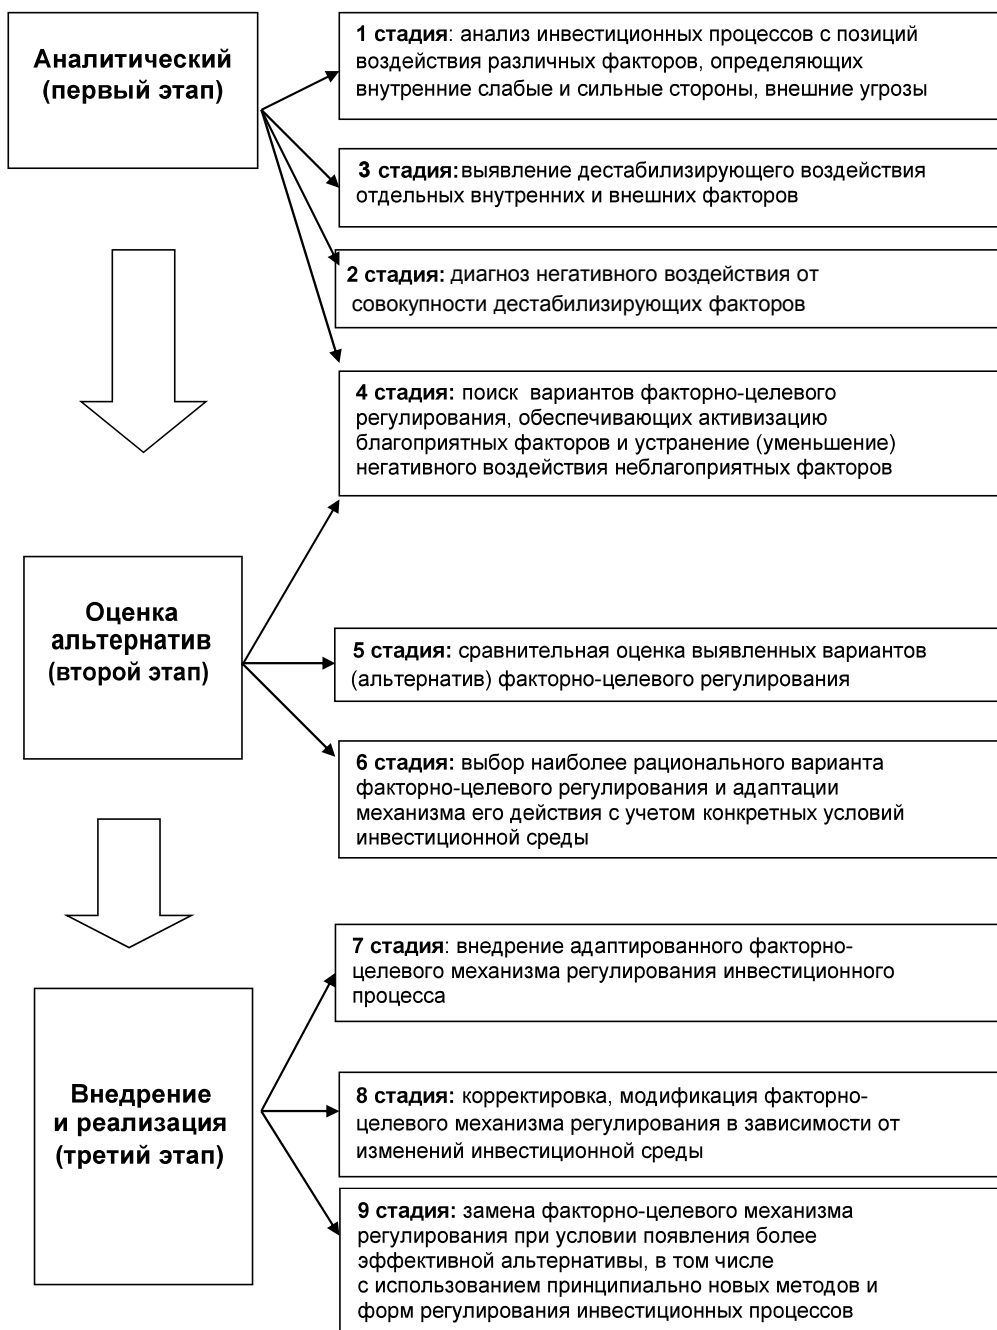 Аналитический
(первый этап)
1 стадия: анализ инвестиционных процессов с позиций
воздействия различных факторов, определяющих
внутренние слабые и сильные стороны, внешние угрозы
3 стадия: выявление дестабилизирующего воздействия
отдельных внутренних и внешних факторов
2 стадия: диагноз негативного воздействия от
совокупности дестабилизирующих факторов
4 стадия: поиск вариантов факторно-целевого
регулирования, обеспечивающих активизацию
благоприятных факторов и устранение (уменьшение)
негативного воздействия неблагоприятных факторов
Оценка
альтернатив
(второй этап)
5 стадия: сравнительная оценка выявленных вариантов
(альтернатив) факторно-целевого регулирования
6 стадия: выбор наиболее рационального варианта
факторно-целевого регулирования и адаптации
механизма его действия с учетом конкретных условий
инвестиционной среды
Внедрение
и реализация
(третий этап)
7 стадия: внедрение адаптированного факторно-
целевого механизма регулирования инвестиционного
процесса
8 стадия: корректировка, модификация факторно-
целевого механизма регулирования в зависимости от
изменений инвестиционной среды
9 стадия: замена факторно-целевого механизма
регулирования при условии появления более
эффективной альтернативы, в том числе
с использованием принципиально новых методов и
форм регулирования инвестиционных процессов